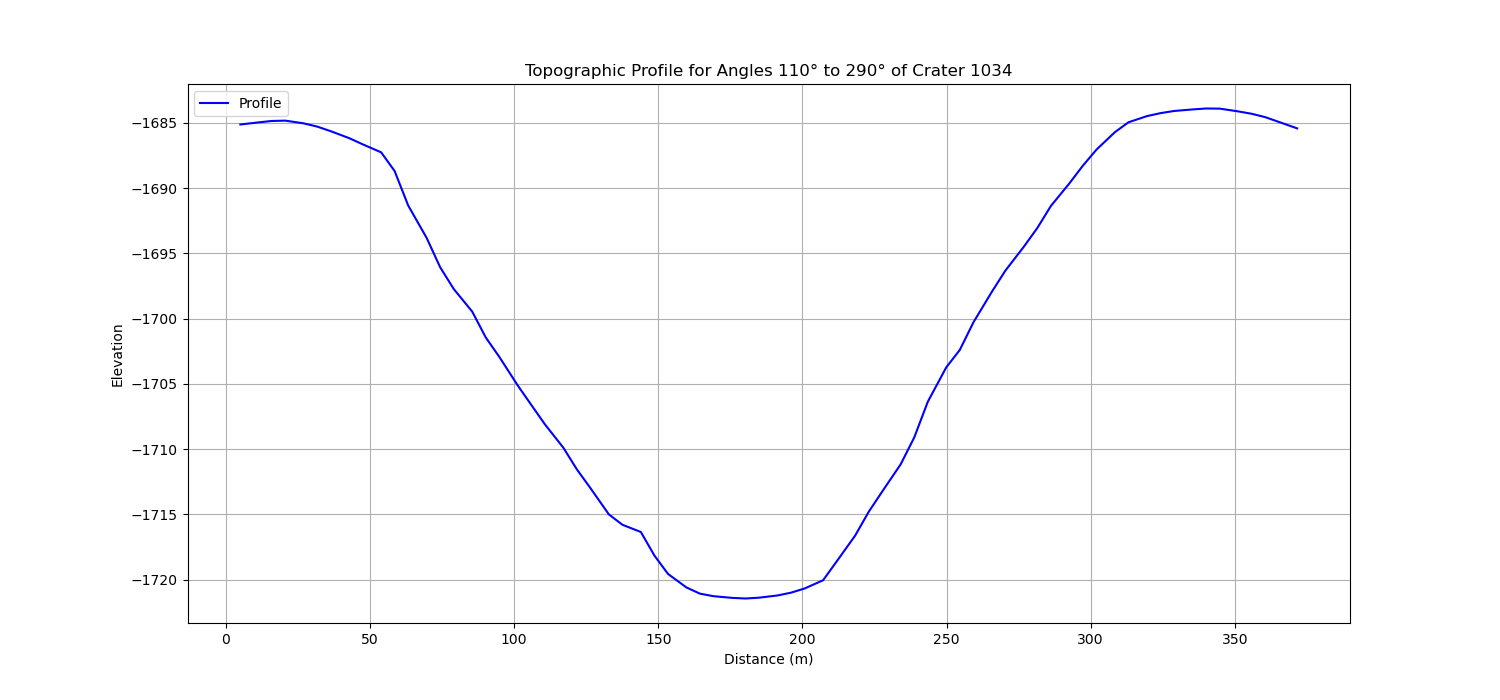 Topographic Profile for Angles 110° to 290° of Crater 1034
Profile
−1685
−1690
−1695
−1700
−1705
−1710
−1715
−1720
Elevation
0 50 100 150 200 250 300 350
Distance (m)